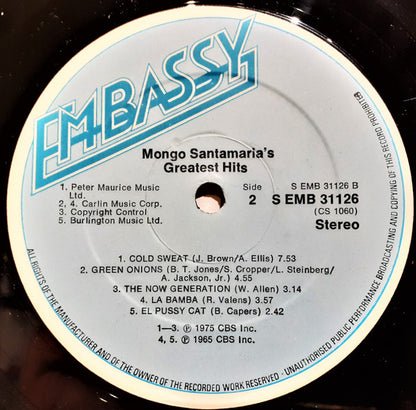 EMBASSY
Mongo Santamaria's
Greatest Hits
1. Peter Maurice Music
Ltd.
2. 4. Carlin Music Corp.
3. Copyright Control
5. Burlington Music Ltd.
Side
2
S EMB 31126 B
S EMB 31126
(CS 1060)
Stereo
1. COLD SWEAT (J. Brown/A. Ellis) 7.53
2. GREEN ONIONS (B. T. Jones/S. Cropper/L. Steinberg/
A. Jackson, Jr.) 4.55
3. THE NOW GENERATION (W. Allen) 3.14
4. LA BAMBA (R. Valens) 3.57
5. EL PUSSY CAT (B. Capers) 2.42
1—3. ℗ 1975 CBS Inc.
4, 5. ℗ 1965 CBS Inc.
ALL RIGHTS OF THE MANUFACTURER AND OF THE OWNER OF THE RECORDED WORK RESERVED - UNAUTHORISED PUBLIC PERFORMANCE BROADCASTING AND COPYING OF THIS RECORD PROHIBITED